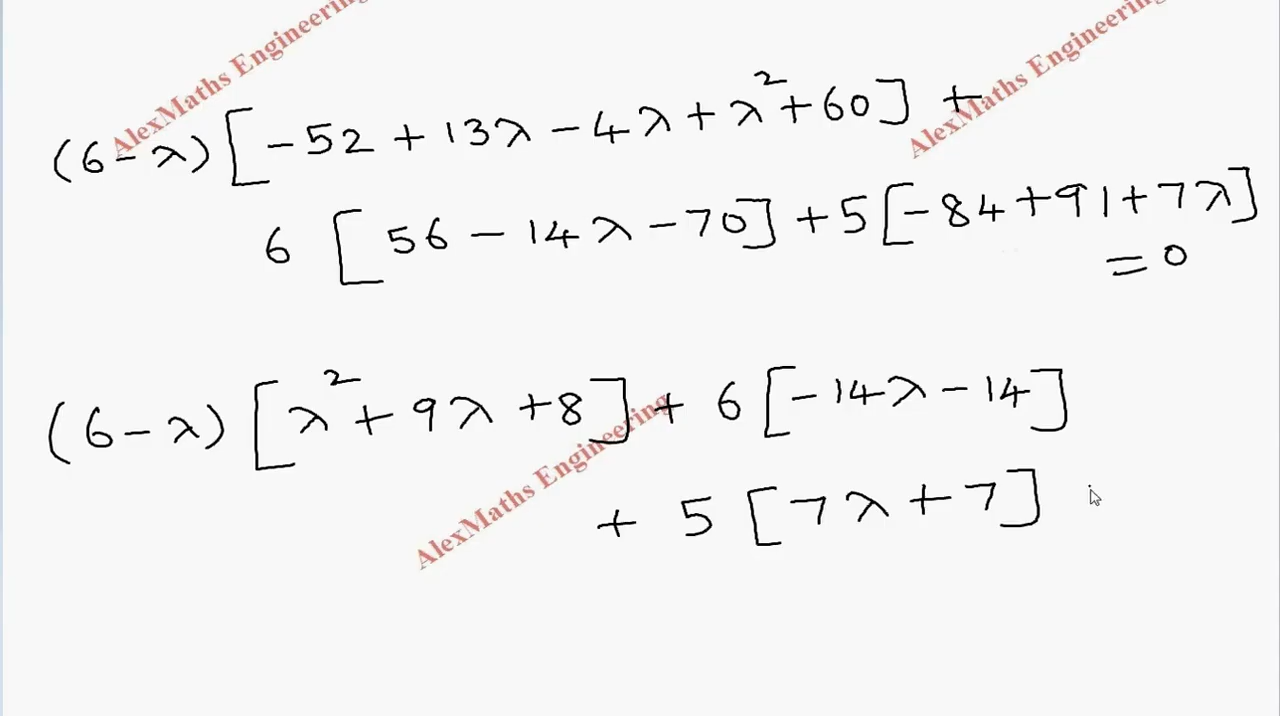 AlexMaths Engineering
AlexMaths Engineering
(6-λ)[-52 + 13λ - 4λ + λ² + 60] +
6 [56 - 14λ - 70] + 5[-84 + 91 + 7λ]
= 0
(6-λ)[λ² + 9λ + 8] + 6[-14λ - 14]
+ 5 [7λ + 7]
AlexMaths Engineering